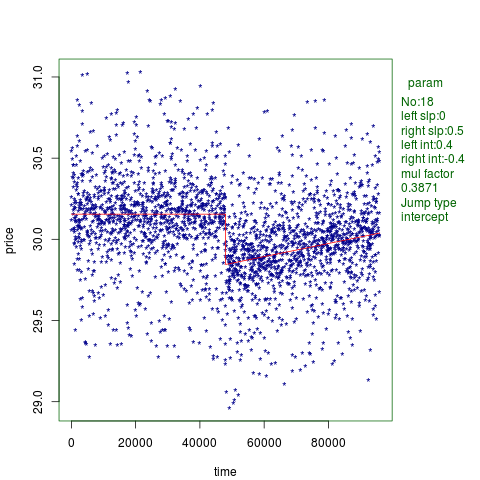 param
No:18
left slp:0
right slp:0.5
left int:0.4
right int:-0.4
mul factor
0.3871
Jump type
intercept
price
31.0
30.5
30.0
29.5
29.0
0 20000 40000 60000 80000
time